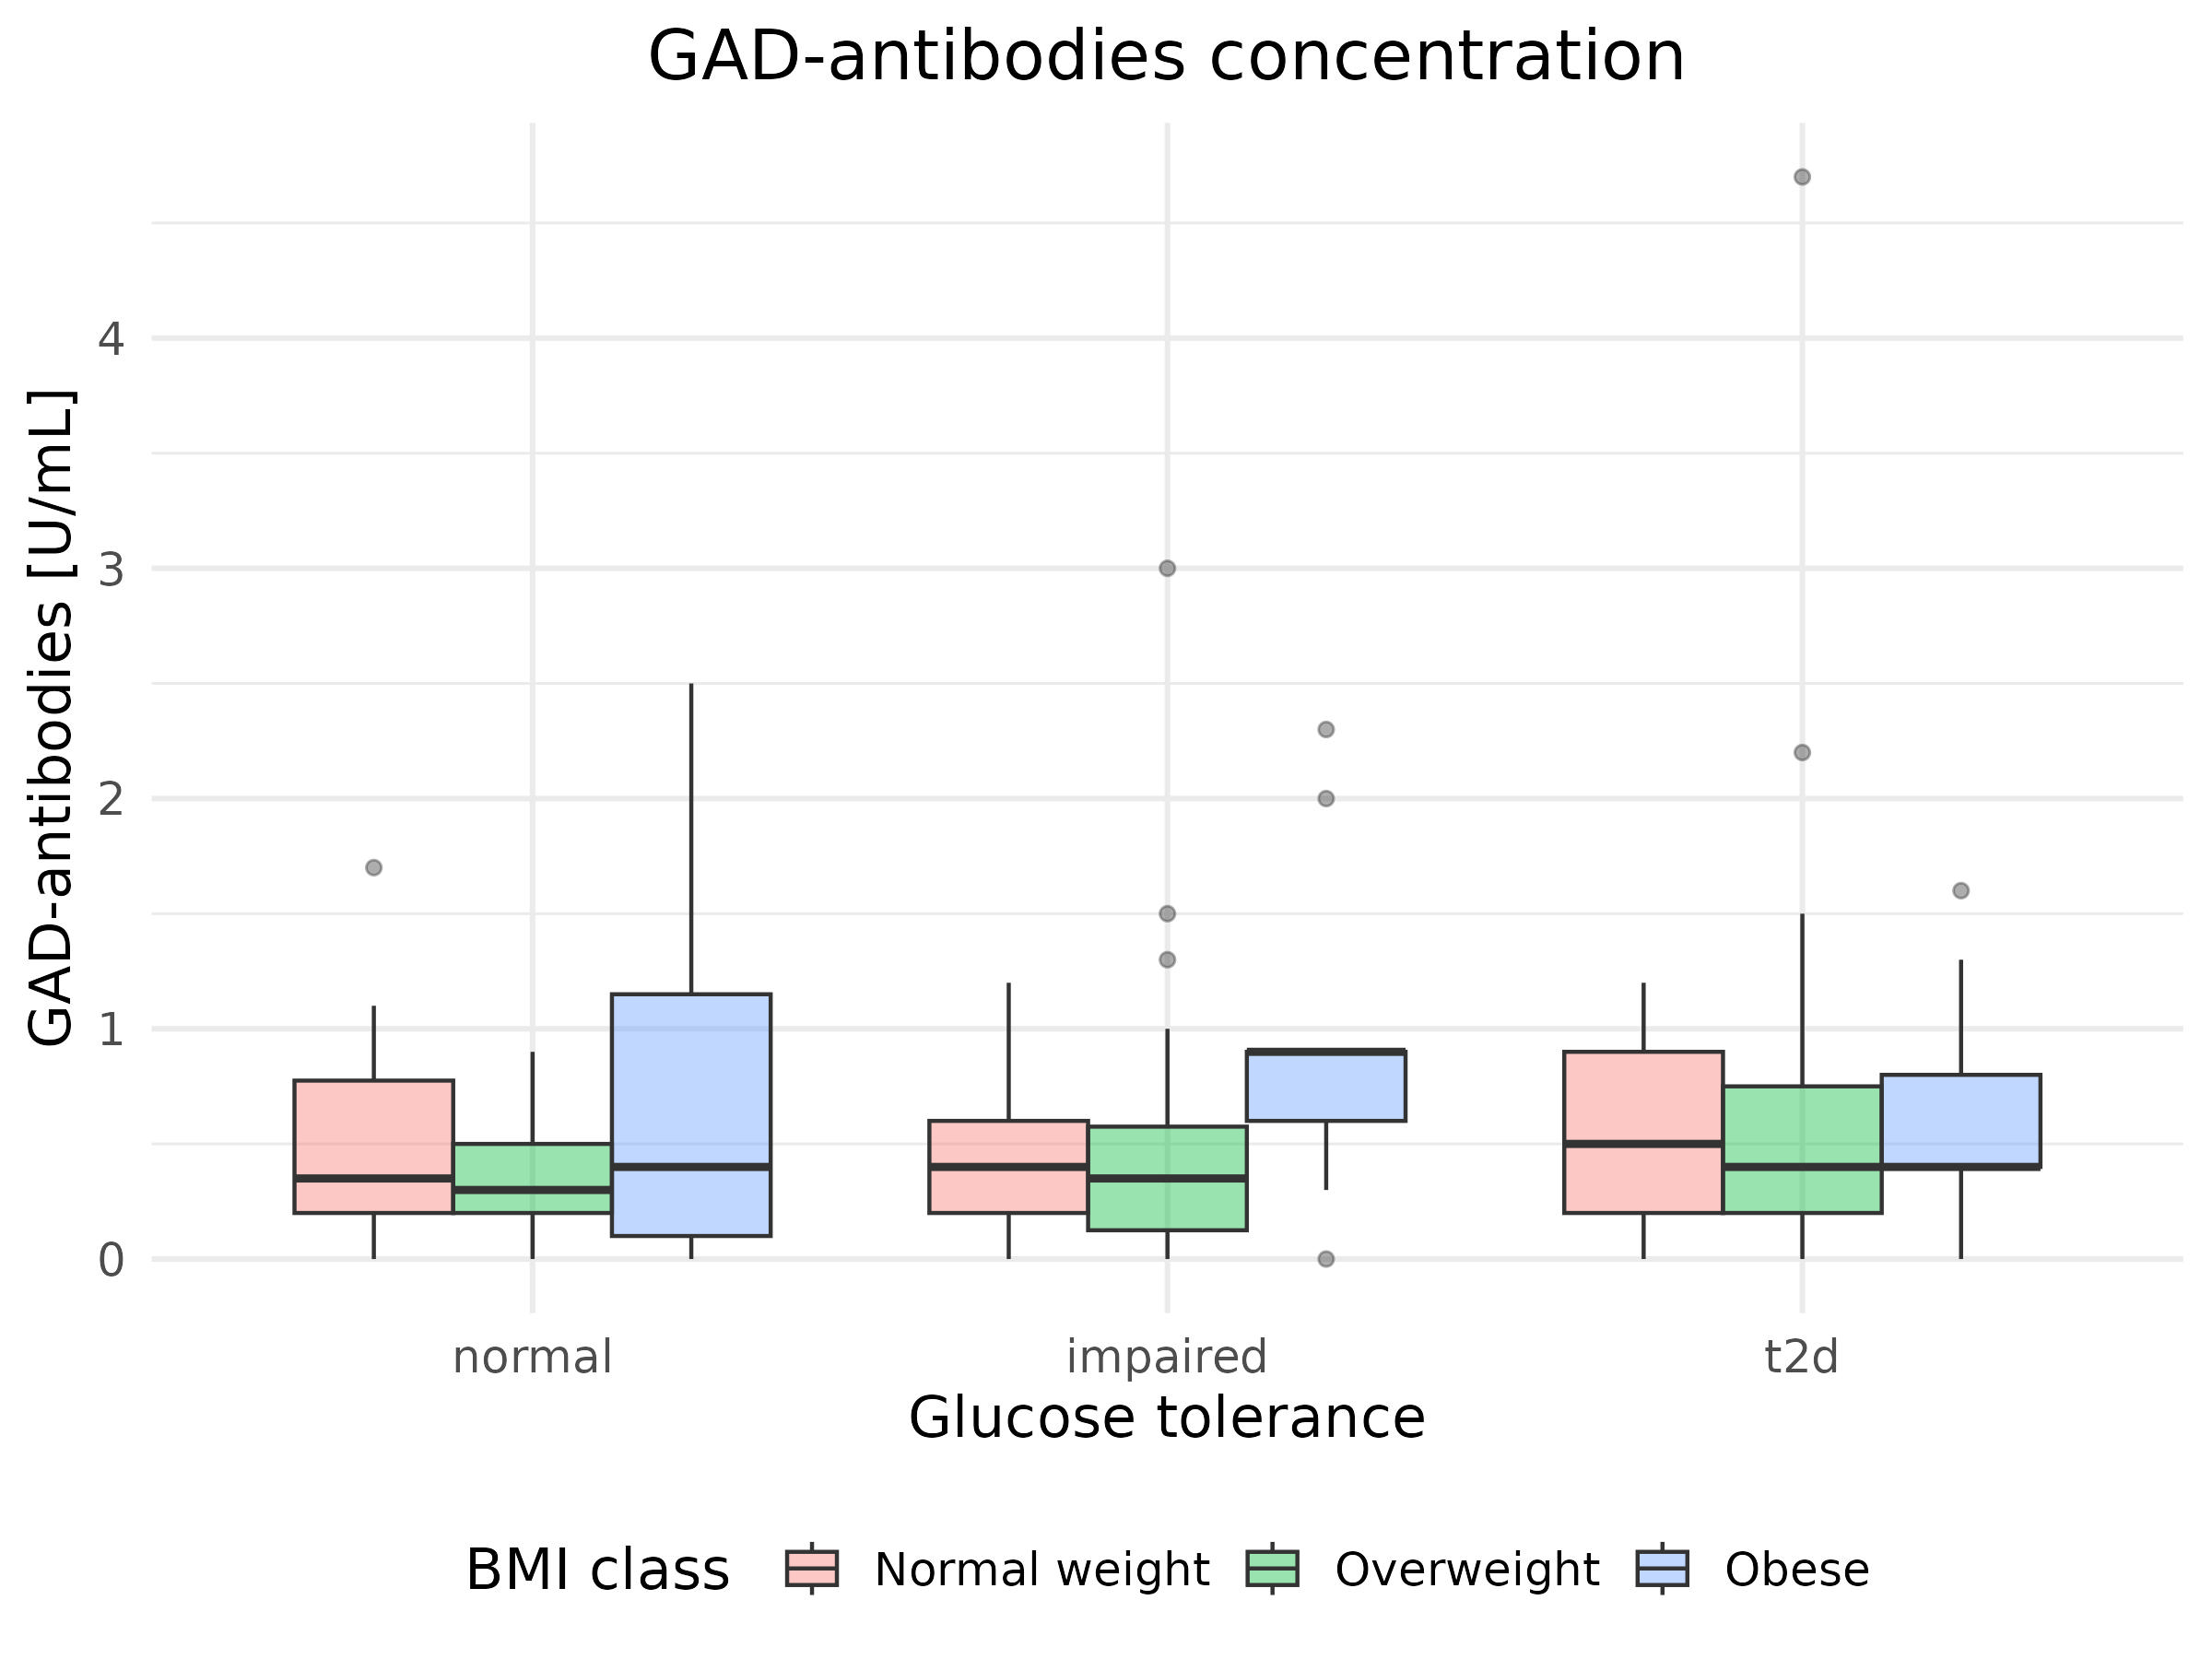 GAD-antibodies concentration
GAD-antibodies [U/mL]
4
3
2
1
0
normal impaired t2d
Glucose tolerance
BMI class Normal weight Overweight Obese